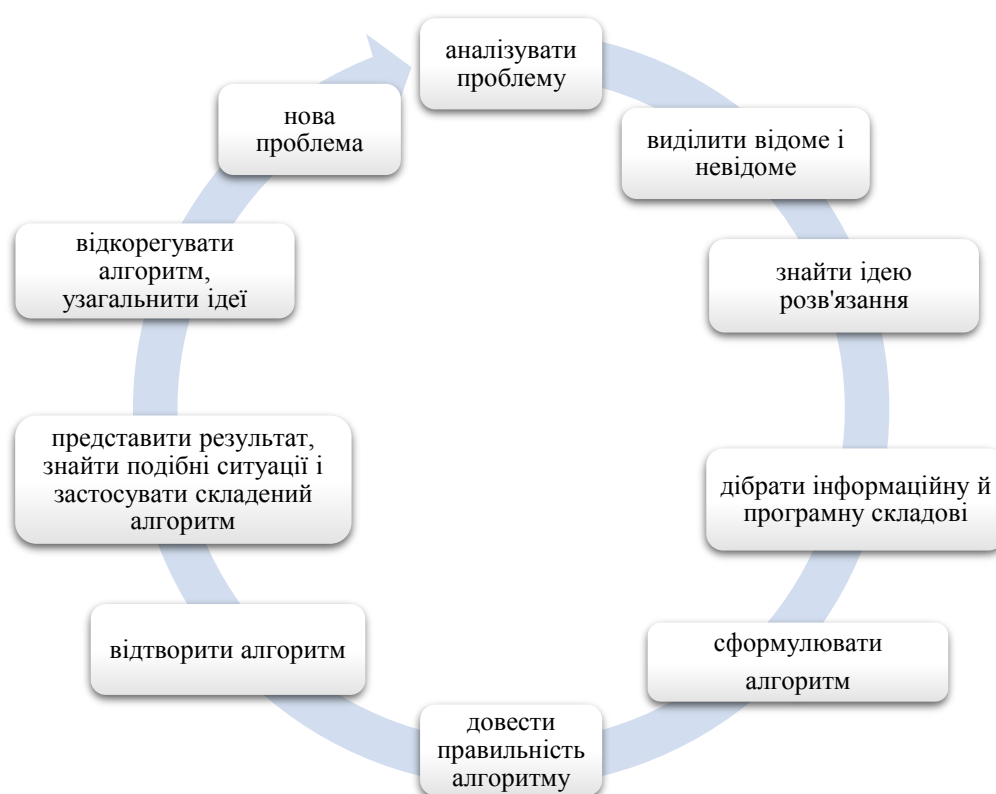 аналізувати
проблему
виділити відоме і
невідоме
знайти ідею
розв'язання
дібрати інформаційну й
програмну складові
сформулювати
алгоритм
довести
правильність
алгоритму
відтворити алгоритм
представити результат,
знайти подібні ситуації і
застосувати складений
алгоритм
відкорегувати
алгоритм,
узагальнити ідеї
нова
проблема